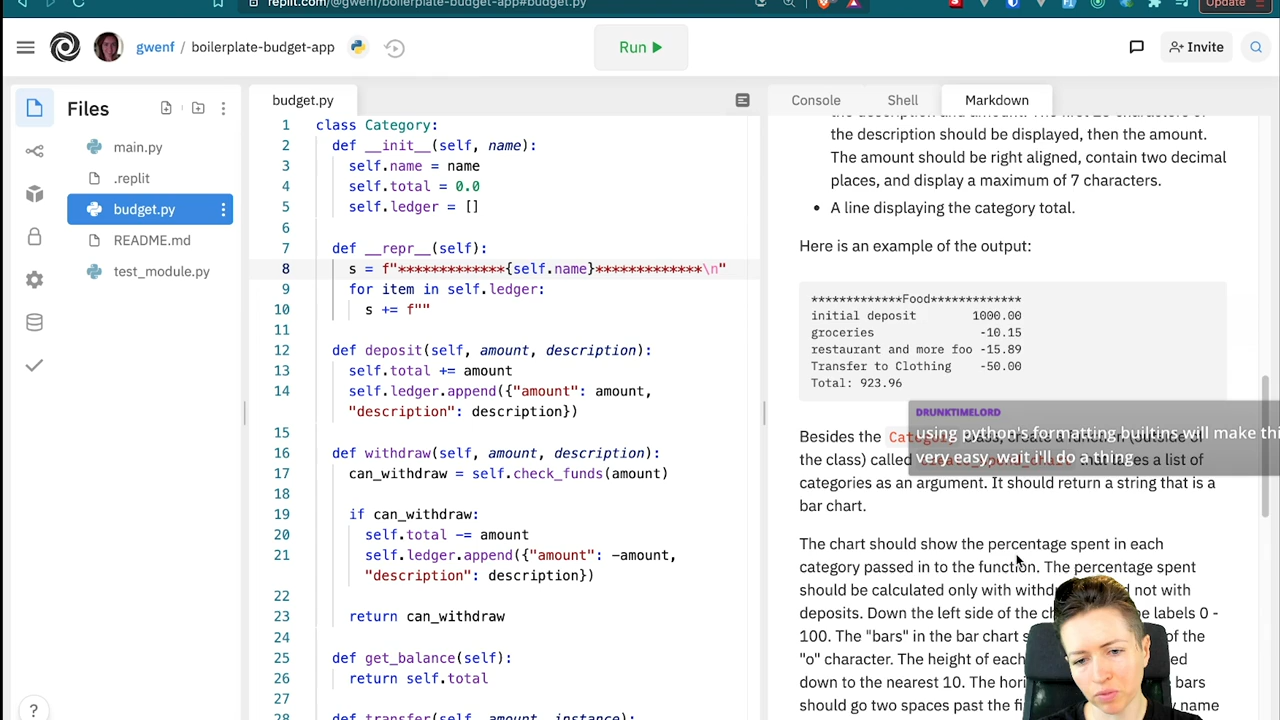 replit.com/@gwenf/boilerplate-budget-app#budget.py
Update
gwenf / boilerplate-budget-app
Run
Invite
Files
budget.py
Console
Shell
Markdown
main.py
.replit
budget.py
README.md
test_module.py
1 class Category:
2 def __init__(self, name):
3 self.name = name
4 self.total = 0.0
5 self.ledger = []
6
7 def __repr__(self):
8 s = f"*************{self.name}*************\n"
9 for item in self.ledger:
10 s += f""
11
12 def deposit(self, amount, description):
13 self.total += amount
14 self.ledger.append({"amount": amount,
"description": description})
15
16 def withdraw(self, amount, description):
17 can_withdraw = self.check_funds(amount)
18
19 if can_withdraw:
20 self.total -= amount
21 self.ledger.append({"amount": -amount,
"description": description})
22
23 return can_withdraw
24
25 def get_balance(self):
26 return self.total
27
28 def transfer(self, amount, instance):
the description should be displayed, then the amount.
The amount should be right aligned, contain two decimal
places, and display a maximum of 7 characters.
• A line displaying the category total.
Here is an example of the output:
*************Food*************
initial deposit 1000.00
groceries -10.15
restaurant and more foo -15.89
Transfer to Clothing -50.00
Total: 923.96
DRUNKTIMELORD
using python's formatting builtins will make thi
very easy, wait i'll do a thing
Besides the
the class) called
categories as an argument. It should return a string that is a
bar chart.
The chart should show the percentage spent in each
category passed in to the function. The percentage spent
should be calculated only with not with
deposits. Down the left side of the labels 0 -
100. The "bars" in the bar chart of the
"o" character. The height of each
down to the nearest 10. The bars
should go two spaces past the name
?